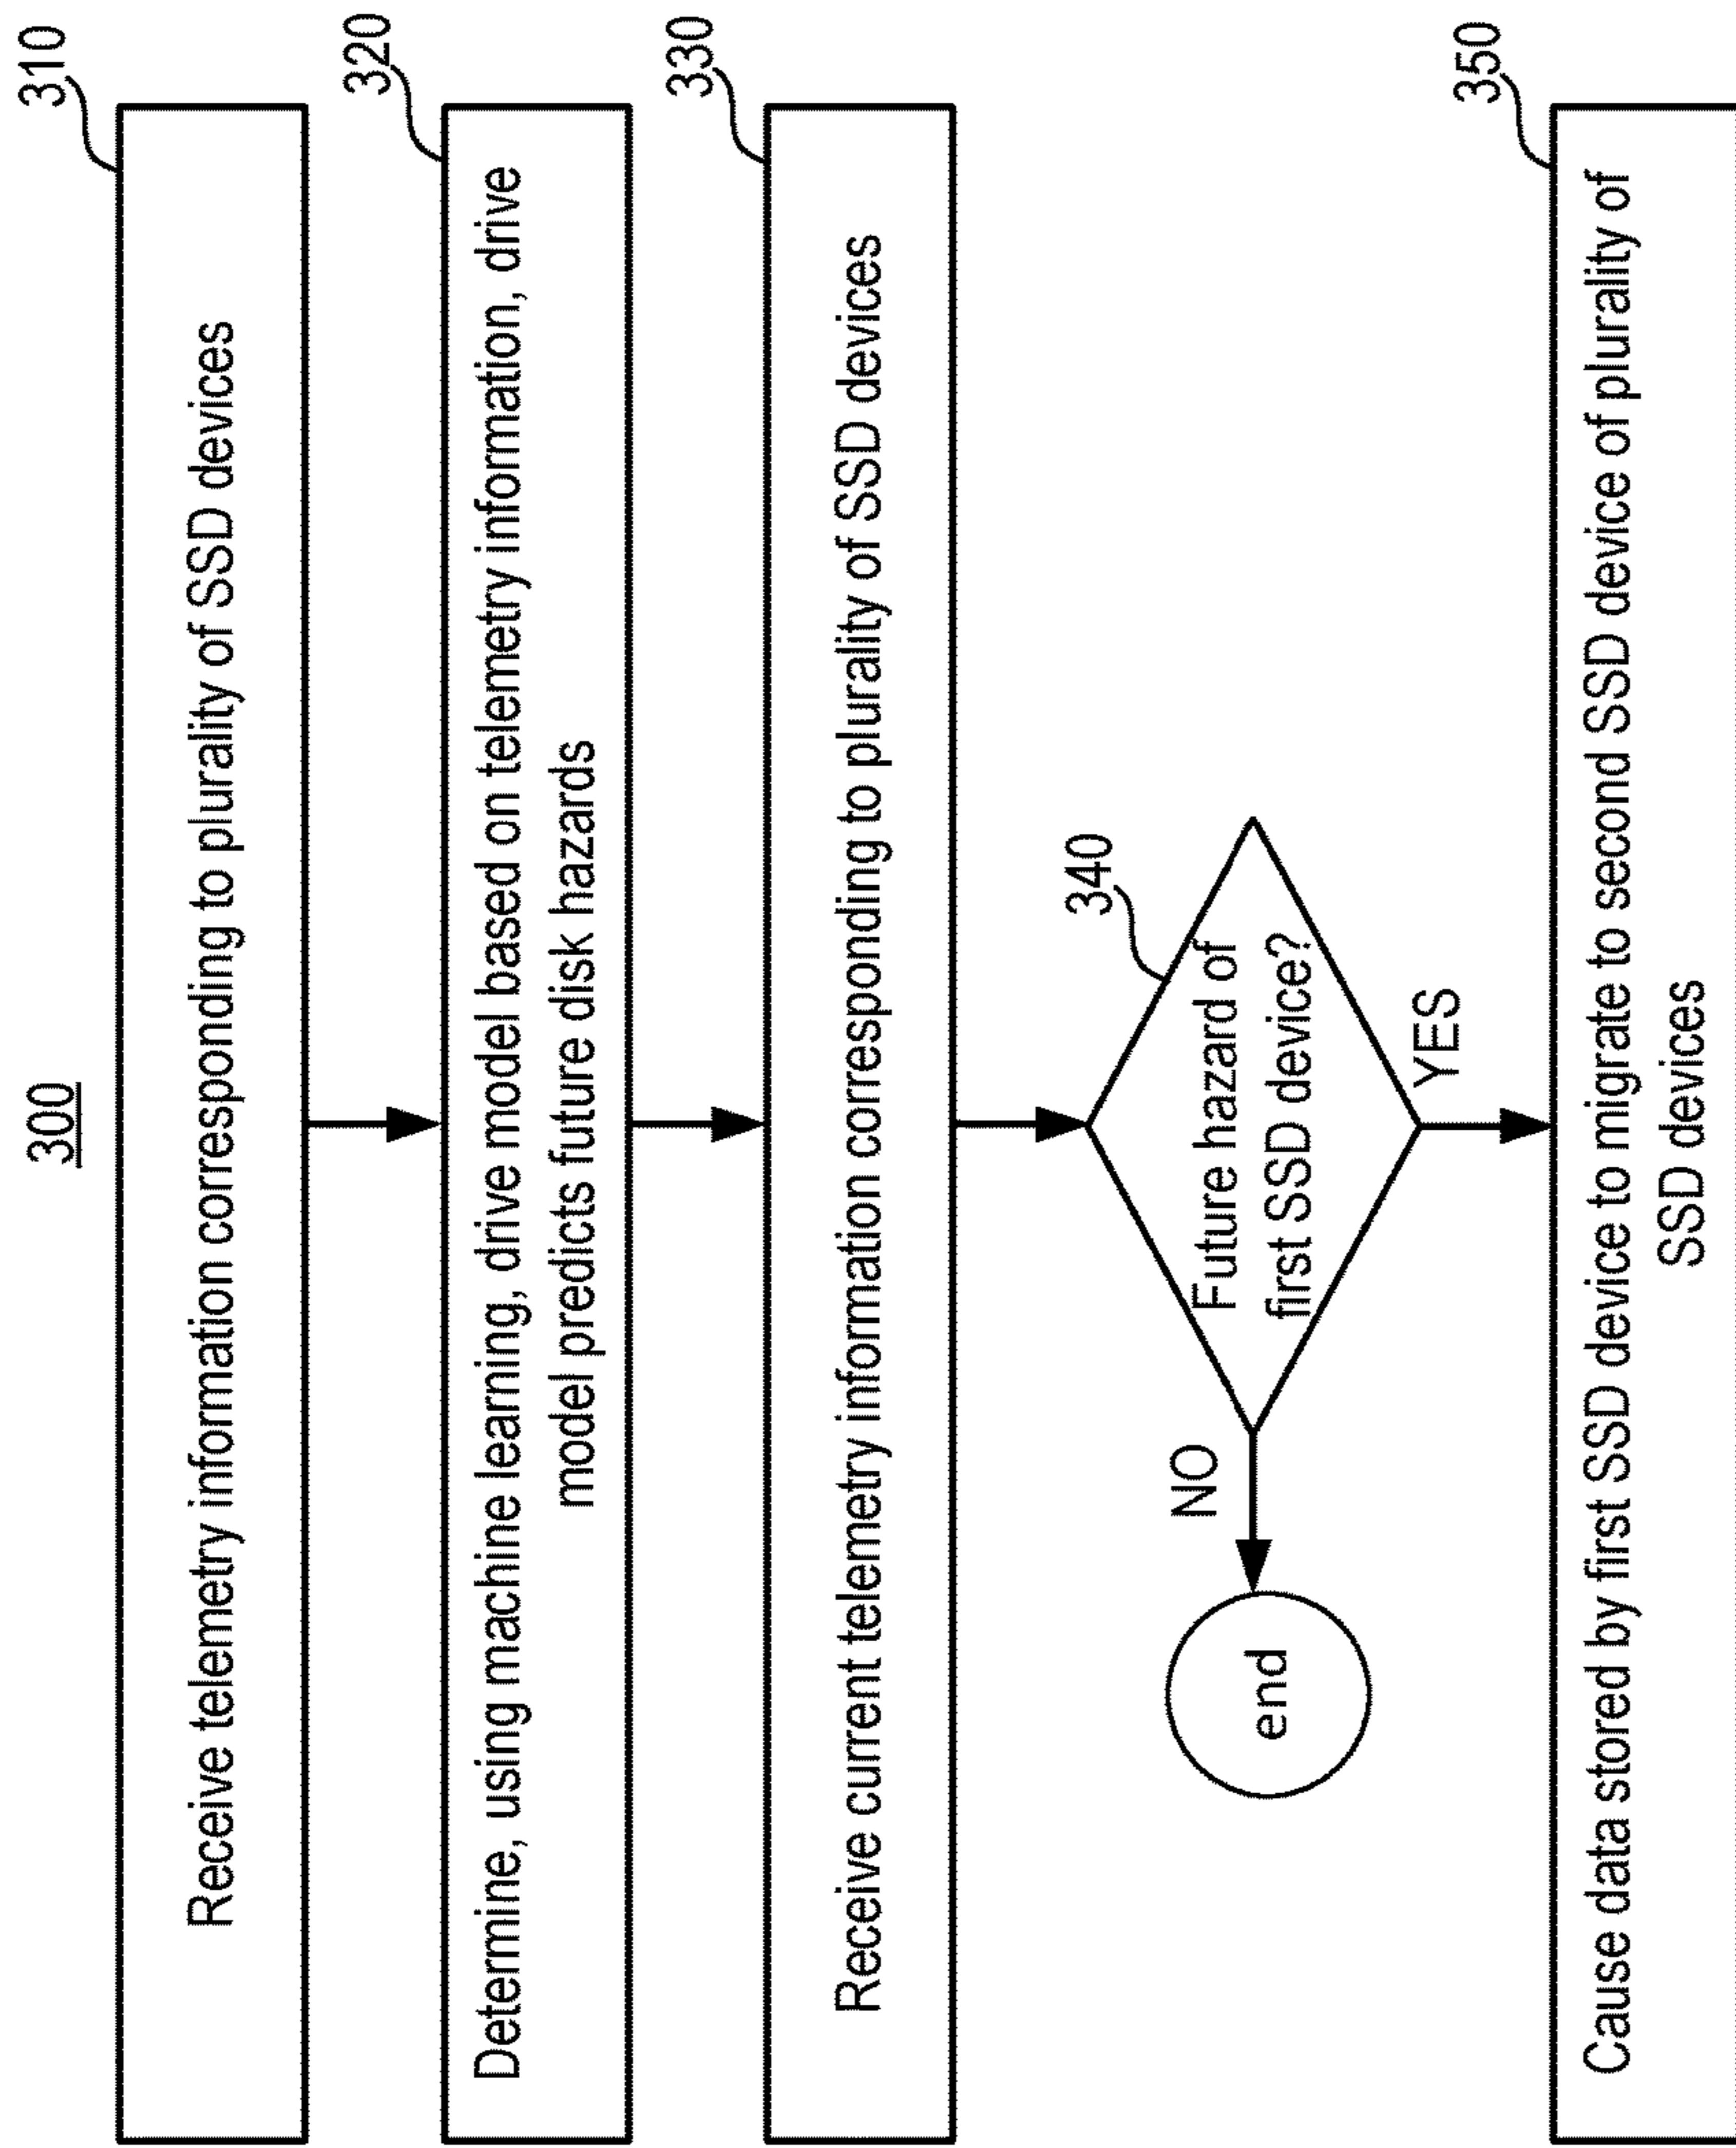 300
310
Receive telemetry information corresponding to plurality of SSD devices
320
Determine, using machine learning, drive model based on telemetry information, drive
model predicts future disk hazards
330
Receive current telemetry information corresponding to plurality of SSD devices
340
Future hazard of
first SSD device?
NO
end
YES
350
Cause data stored by first SSD device to migrate to second SSD device of plurality of
SSD devices